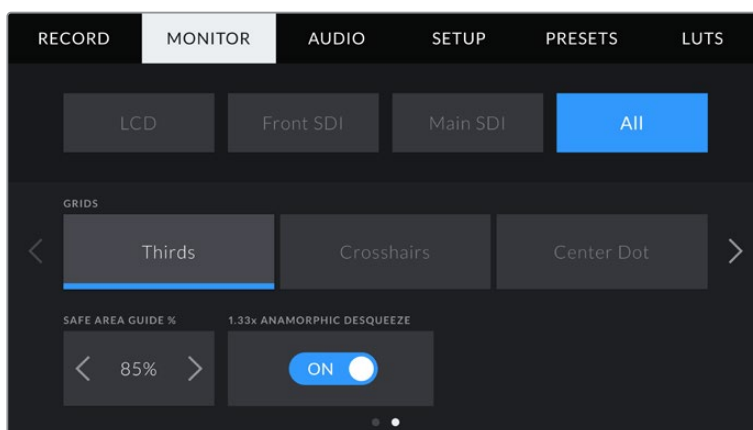 RECORD MONITOR AUDIO SETUP PRESETS LUTS
LCD Front SDI Main SDI All
GRIDS
Thirds Crosshairs Center Dot
SAFE AREA GUIDE % 1.33x ANAMORPHIC DESQUEEZE
85% ON